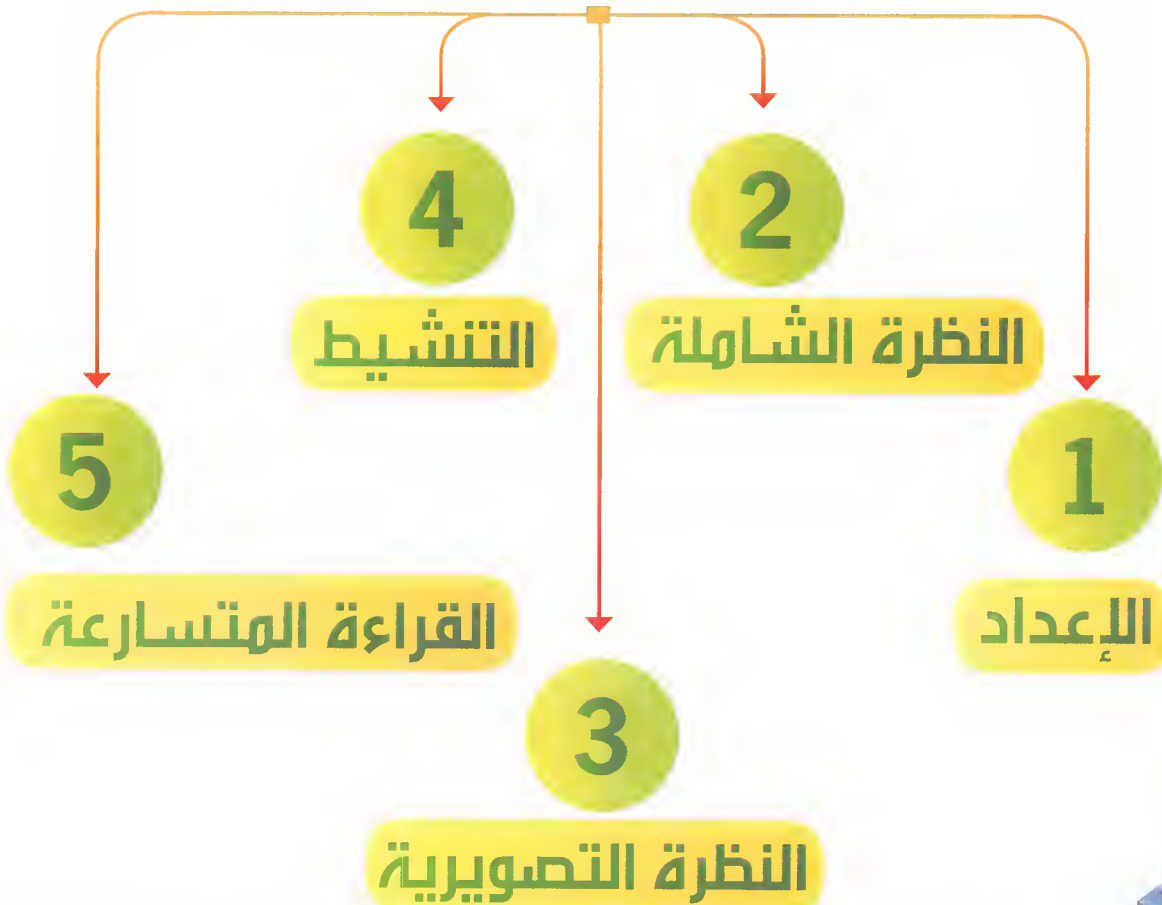 1
الإعداد
2
النظرة الشاملة
3
النظرة التصويرية
4
التنشيط
5
القراءة المتسارعة